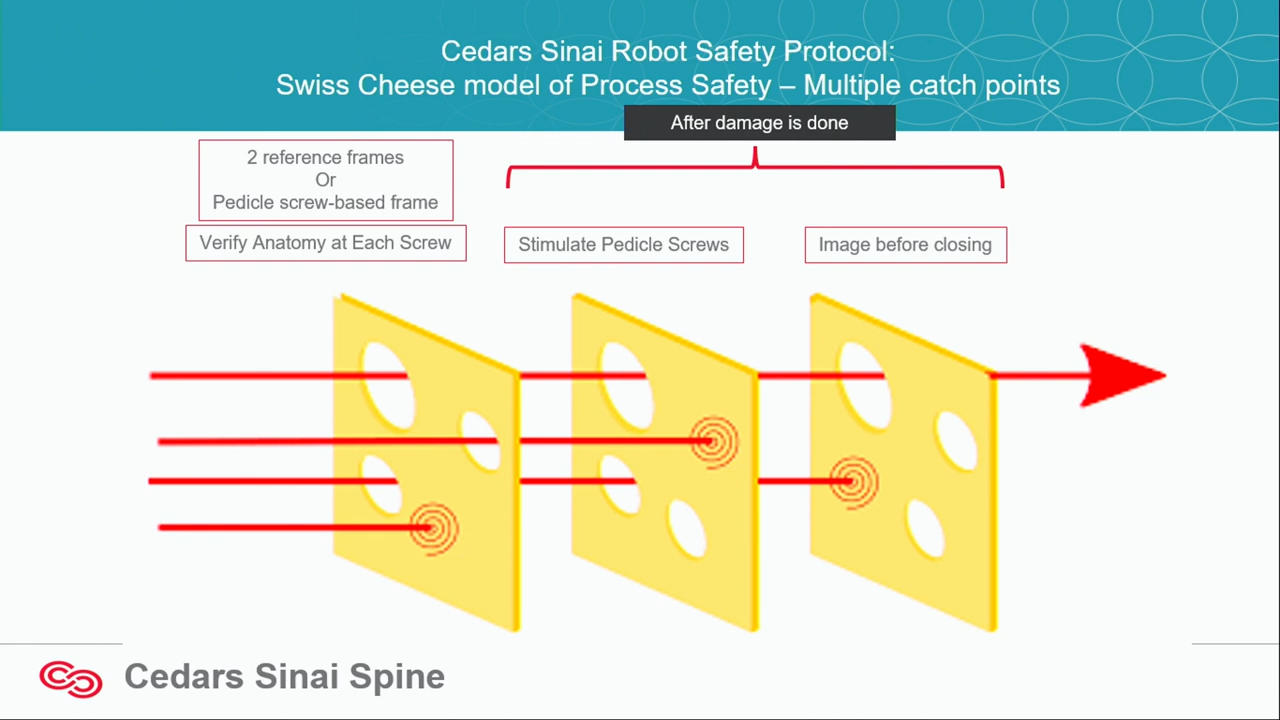 Cedars Sinai Robot Safety Protocol:
Swiss Cheese model of Process Safety – Multiple catch points
After damage is done
2 reference frames
Or
Pedicle screw-based frame
Verify Anatomy at Each Screw
Stimulate Pedicle Screws
Image before closing
Cedars Sinai Spine